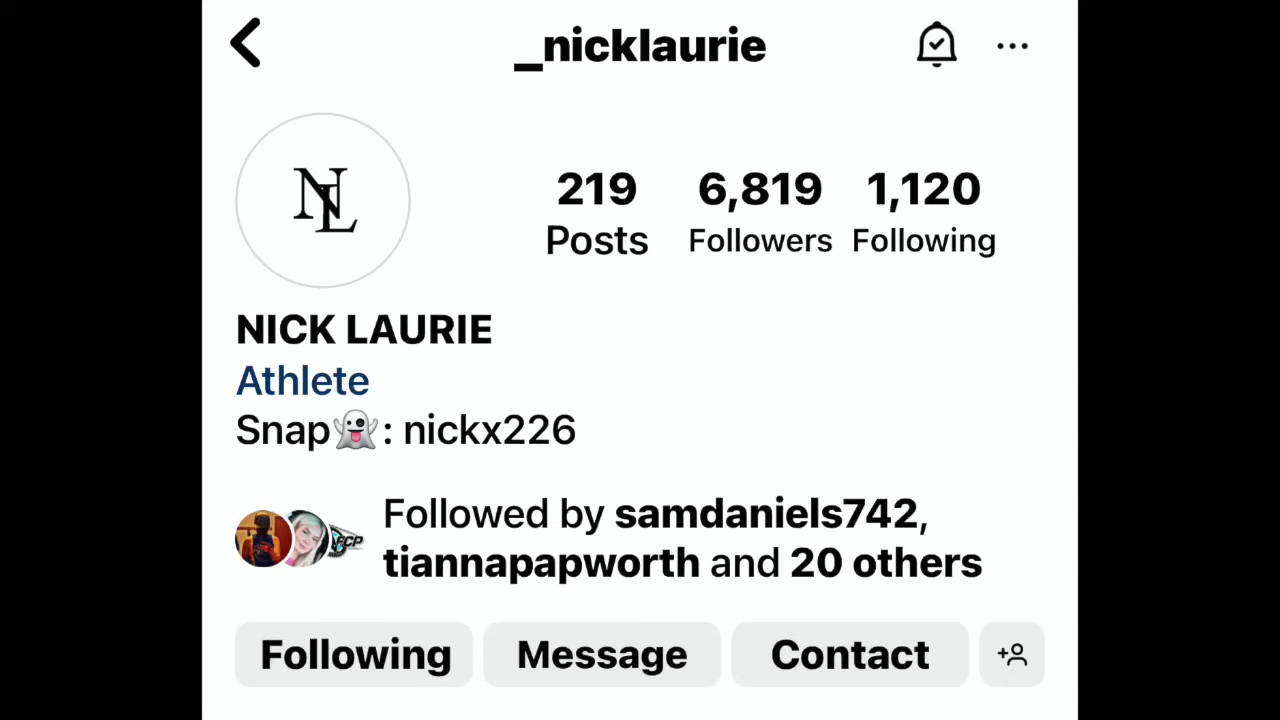 _nicklaurie
NL
219 6,819 1,120
Posts Followers Following
NICK LAURIE
Athlete
Snap👻: nickx226
Followed by samdaniels742,
FCP
tiannapapworth and 20 others
Following Message Contact